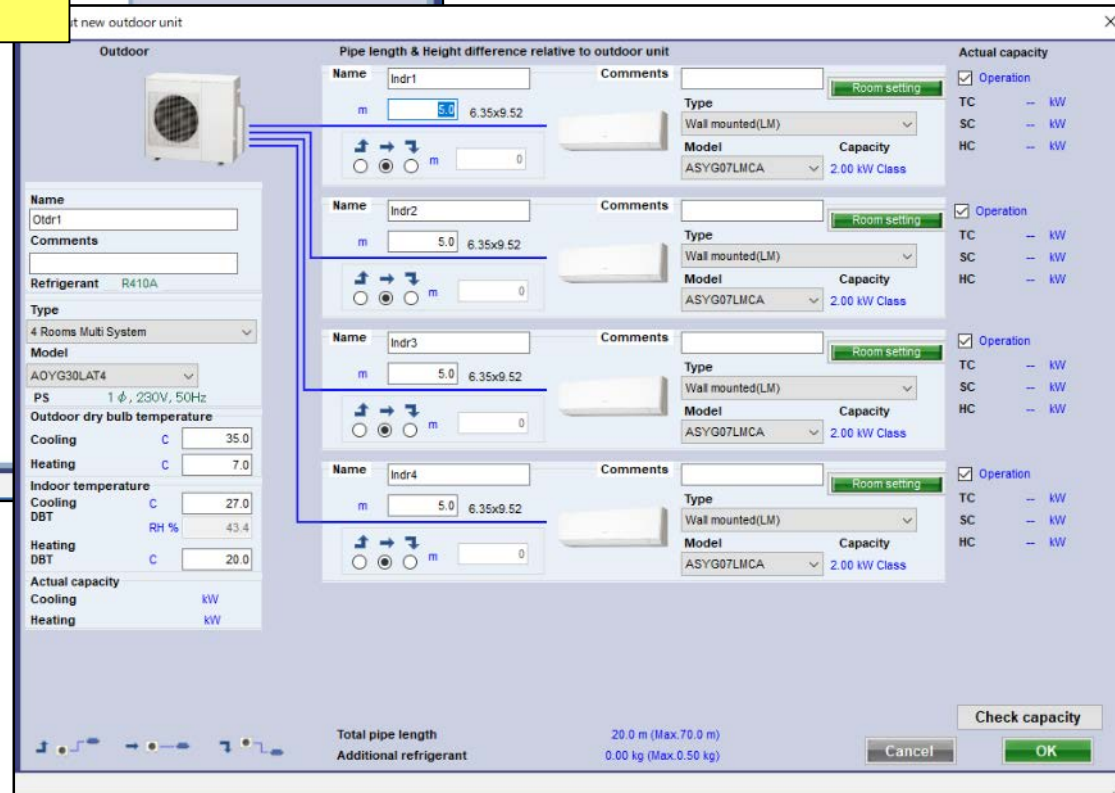 ut new outdoor unit
Outdoor
Pipe length & Height difference relative to outdoor unit
Actual capacity
Name Indr1 Comments Room setting Operation
m 5.0 6.35x9.52 Type TC -- kW
Wall mounted(LM) SC -- kW
m 0 Model Capacity HC -- kW
ASYG07LMCA 2.00 kW Class
Name
Otdr1
Comments
Refrigerant R410A
Type
4 Rooms Multi System
Model
AOYG30LAT4
PS 1 ϕ, 230V, 50Hz
Outdoor dry bulb temperature
Cooling C 35.0
Heating C 7.0
Indoor temperature
Cooling DBT C 27.0
RH % 43.4
Heating DBT C 20.0
Actual capacity
Cooling kW
Heating kW
Name Indr2 Comments Room setting Operation
m 5.0 6.35x9.52 Type TC -- kW
Wall mounted(LM) SC -- kW
m 0 Model Capacity HC -- kW
ASYG07LMCA 2.00 kW Class
Name Indr3 Comments Room setting Operation
m 5.0 6.35x9.52 Type TC -- kW
Wall mounted(LM) SC -- kW
m 0 Model Capacity HC -- kW
ASYG07LMCA 2.00 kW Class
Name Indr4 Comments Room setting Operation
m 5.0 6.35x9.52 Type TC -- kW
Wall mounted(LM) SC -- kW
m 0 Model Capacity HC -- kW
ASYG07LMCA 2.00 kW Class
Check capacity
Total pipe length 20.0 m (Max.70.0 m)
Additional refrigerant 0.00 kg (Max.0.50 kg)
Cancel OK